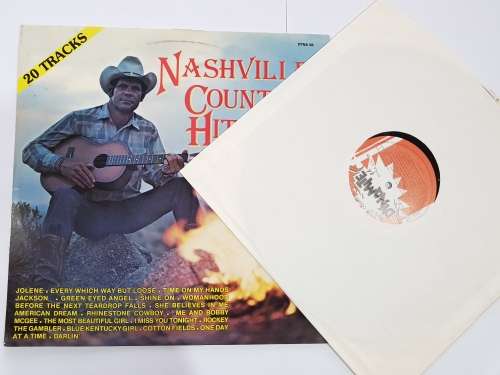 20 TRACKS
NASHVILLE
COUNT
HIT
JOLENE • EVERY WHICH WAY BUT LOOSE • TIME ON MY HANDS
JACKSON • GREEN EYED ANGEL • SHINE ON • WOMANHOOD
BEFORE THE NEXT TEARDROP FALLS • SHE BELIEVES IN ME
AMERICAN DREAM • RHINESTONE COWBOY • ME AND BOBBY
MCGEE • THE MOST BEAUTIFUL GIRL • I MISS YOU TONIGHT • ROCKEY
THE GAMBLER • BLUE KENTUCKY GIRL • COTTON FIELDS • ONE DAY
AT A TIME • DARLIN'